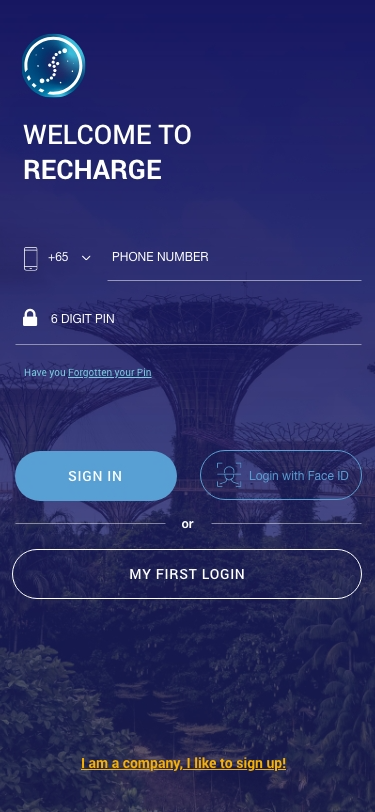 WELCOME TO
RECHARGE
+65 PHONE NUMBER
6 DIGIT PIN
Have you Forgotten your Pin
SIGN IN
Login with Face ID
or
MY FIRST LOGIN
I am a company, I like to sign up!